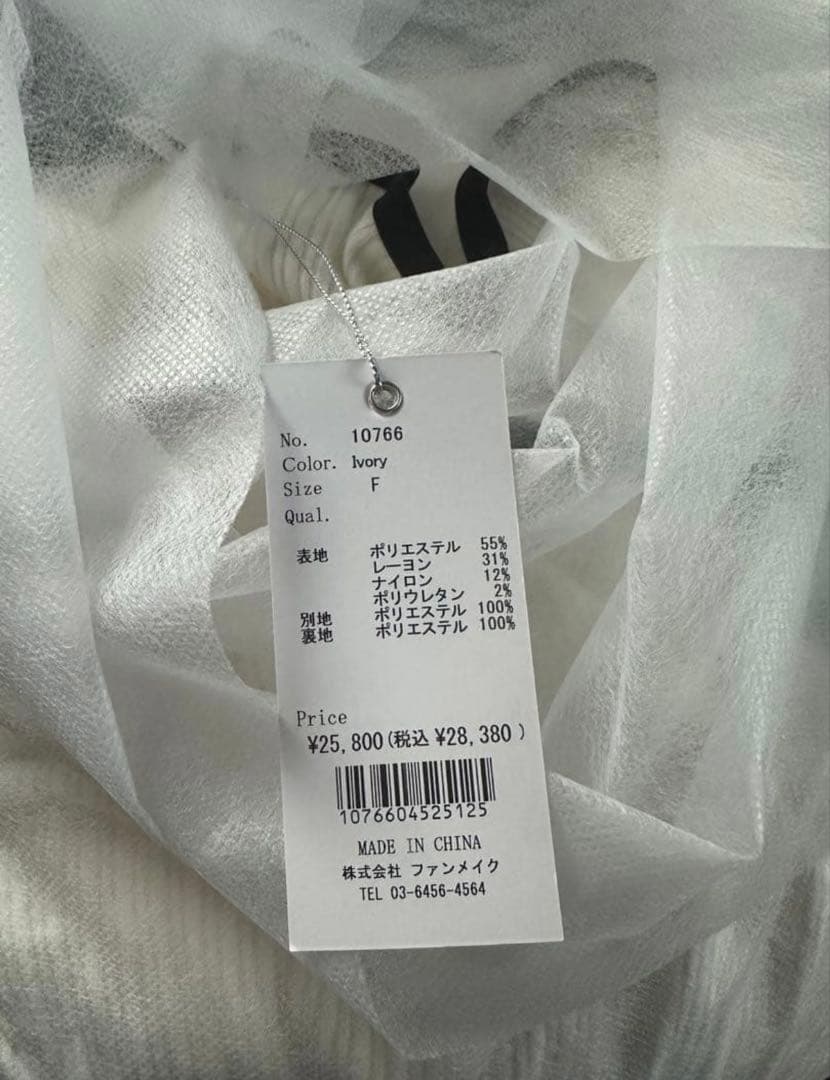 No. 10766
Color. Ivory
Size F
Qual.
表地 ポリエステル 55%
レーヨン 31%
ナイロン 12%
ポリウレタン 2%
別地 ポリエステル 100%
裏地 ポリエステル 100%
Price
¥25,800(税込 ¥28,380 )
1076604525125
MADE IN CHINA
株式会社 ファンメイク
TEL 03-6456-4564